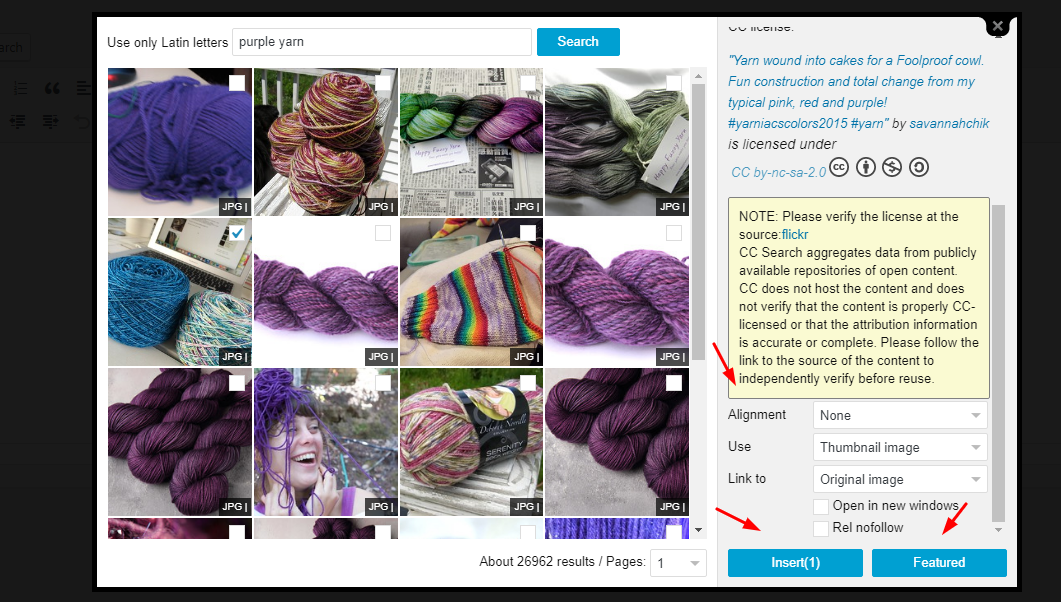 arch
Use only Latin letters
purple yarn
Search
JPG |
JPG |
JPG |
JPG |
JPG |
JPG |
JPG |
JPG |
JPG |
JPG |
JPG |
JPG |
Happy Fuzzy Yarn
SERENITY
About 26962 results / Pages:
1
CC license:
"Yarn wound into cakes for a Foolproof cowl.
Fun construction and total change from my
typical pink, red and purple!
#yarniacscolors2015 #yarn" by savannahchik
is licensed under
CC by-nc-sa-2.0
NOTE: Please verify the license at the
source:flickr
CC Search aggregates data from publicly
available repositories of open content.
CC does not host the content and does
not verify that the content is properly CC-
licensed or that the attribution information
is accurate or complete. Please follow the
link to the source of the content to
independently verify before reuse.
Alignment
None
Use
Thumbnail image
Link to
Original image
Open in new windows
Rel nofollow
Insert(1)
Featured